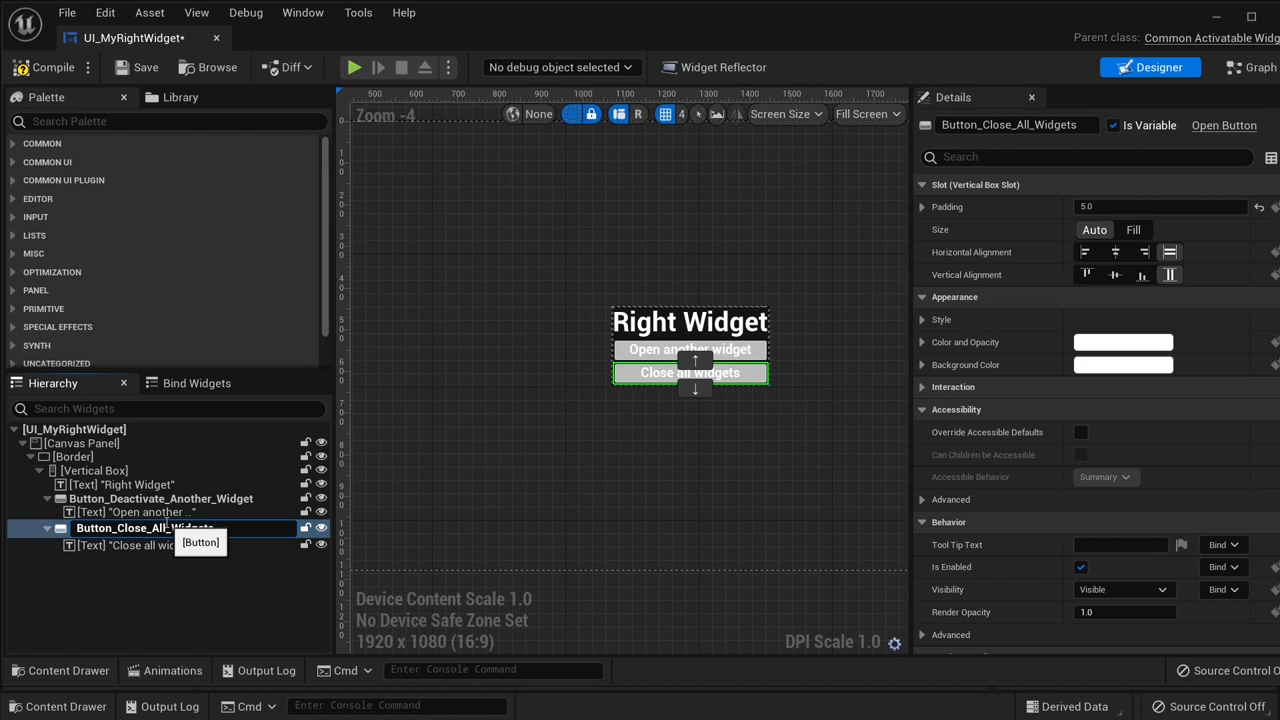 File Edit Asset View Debug Window Tools Help
UI_MyRightWidget*
Parent class: Common Activatable Widg
Compile Save Browse Diff No debug object selected Widget Reflector Designer Graph
Palette Library
Search Palette
COMMON
COMMON UI
COMMON UI PLUGIN
EDITOR
INPUT
LISTS
MISC
OPTIMIZATION
PANEL
PRIMITIVE
SPECIAL EFFECTS
SYNTH
UNCATEGORIZED
Hierarchy Bind Widgets
Search Widgets
[UI_MyRightWidget]
[Canvas Panel]
[Border]
[Vertical Box]
[Text] "Right Widget"
Button_Deactivate_Another_Widget
[Text] "Open another .."
Button_Close_All_Widgets
[Button]
[Text] "Close all wid
500 600 700 800 900 1000 1100 1200 1300 1400 1500 1600 1700
Zoom -4
None R 4 Screen Size Fill Screen
Right Widget
Open another widget
Close all widgets
Device Content Scale 1.0
No Device Safe Zone Set
1920 x 1080 (16:9)
DPI Scale 1.0
Details
Button_Close_All_Widgets Is Variable Open Button
Search
Slot (Vertical Box Slot)
Padding 5.0
Size Auto Fill
Horizontal Alignment
Vertical Alignment
Appearance
Style
Color and Opacity
Background Color
Interaction
Accessibility
Override Accessible Defaults
Can Children be Accessible
Accessible Behavior Summary
Advanced
Behavior
Tool Tip Text Bind
Is Enabled Bind
Visibility Visible Bind
Render Opacity 1.0
Advanced
Content Drawer Animations Output Log Cmd Enter Console Command Source Control O
Content Drawer Output Log Cmd Enter Console Command Derived Data Source Control Off